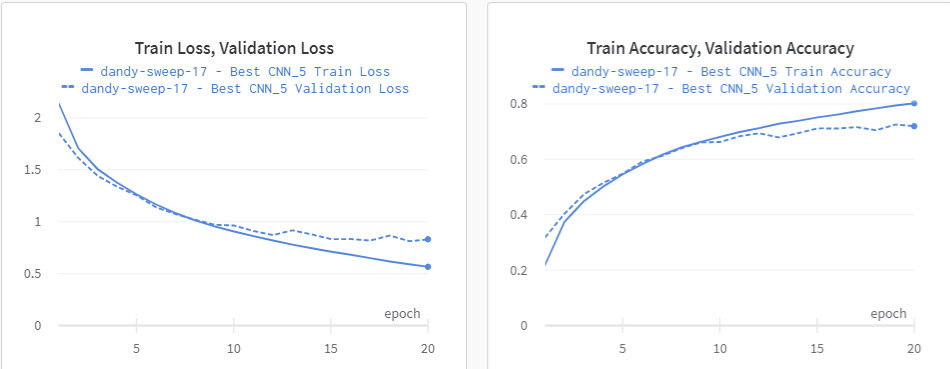 Train Loss, Validation Loss
dandy-sweep-17 - Best CNN_5 Train Loss
dandy-sweep-17 - Best CNN_5 Validation Loss
2
1.5
1
0.5
0
epoch
5
10
15
20
Train Accuracy, Validation Accuracy
dandy-sweep-17 - Best CNN_5 Train Accuracy
dandy-sweep-17 - Best CNN_5 Validation Accuracy
0.8
0.6
0.4
0.2
0
epoch
5
10
15
20